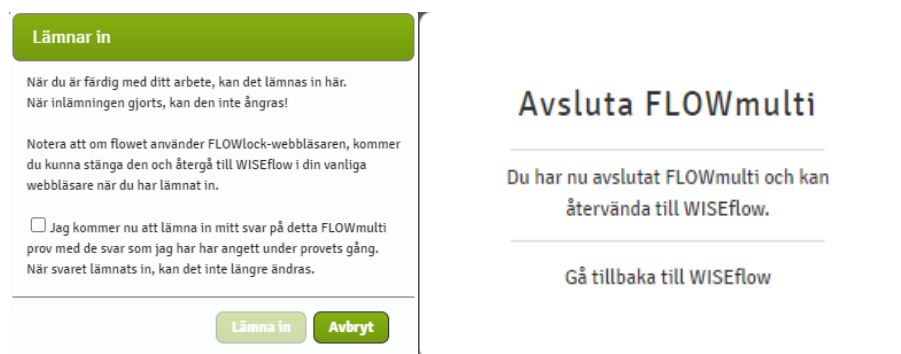 Lämnar in
När du är färdig med ditt arbete, kan det lämnas in här.
När inlämningen gjorts, kan den inte ångras!
Notera att om flowet använder FLOWlock-webbläsaren, kommer
du kunna stänga den och återgå till WISEflow i din vanliga
webbläsare när du har lämnat in.
Jag kommer nu att lämna in mitt svar på detta FLOWmulti
prov med de svar som jag har har angett under provets gång.
När svaret lämnats in, kan det inte längre ändras.
Lämna in
Avbryt
Avsluta FLOWmulti
Du har nu avslutat FLOWmulti och kan
återvända till WISEflow.
Gå tillbaka till WISEflow